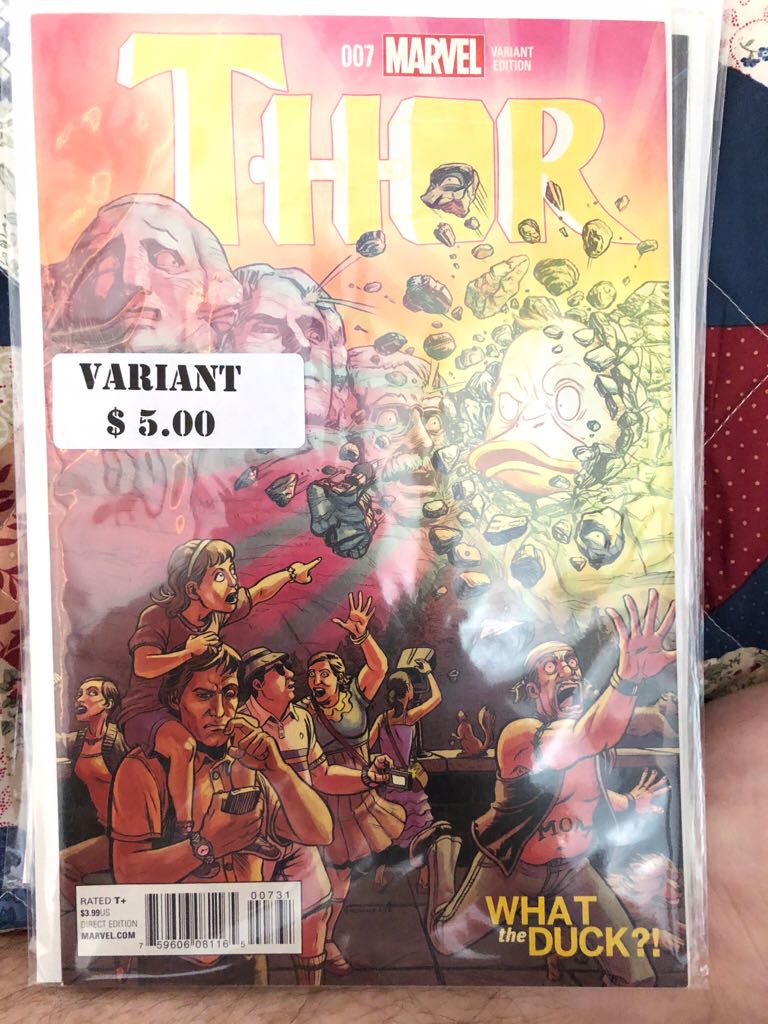 007 MARVEL VARIANT
EDITION
THOR
VARIANT
$ 5.00
MOM
RATED T+
$3.99US
DIRECT EDITION
MARVEL.COM
00731
7 59606 08116 5
WHAT
the DUCK?!